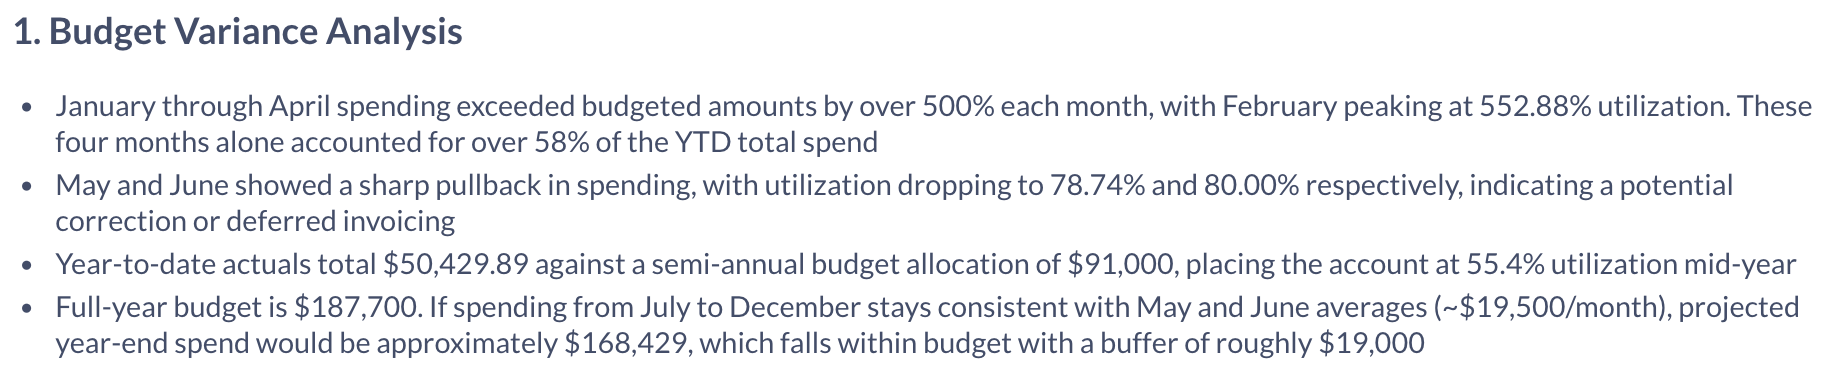 1. Budget Variance Analysis
• January through April spending exceeded budgeted amounts by over 500% each month, with February peaking at 552.88% utilization. These
four months alone accounted for over 58% of the YTD total spend
• May and June showed a sharp pullback in spending, with utilization dropping to 78.74% and 80.00% respectively, indicating a potential
correction or deferred invoicing
• Year-to-date actuals total $50,429.89 against a semi-annual budget allocation of $91,000, placing the account at 55.4% utilization mid-year
• Full-year budget is $187,700. If spending from July to December stays consistent with May and June averages (~$19,500/month), projected
year-end spend would be approximately $168,429, which falls within budget with a buffer of roughly $19,000